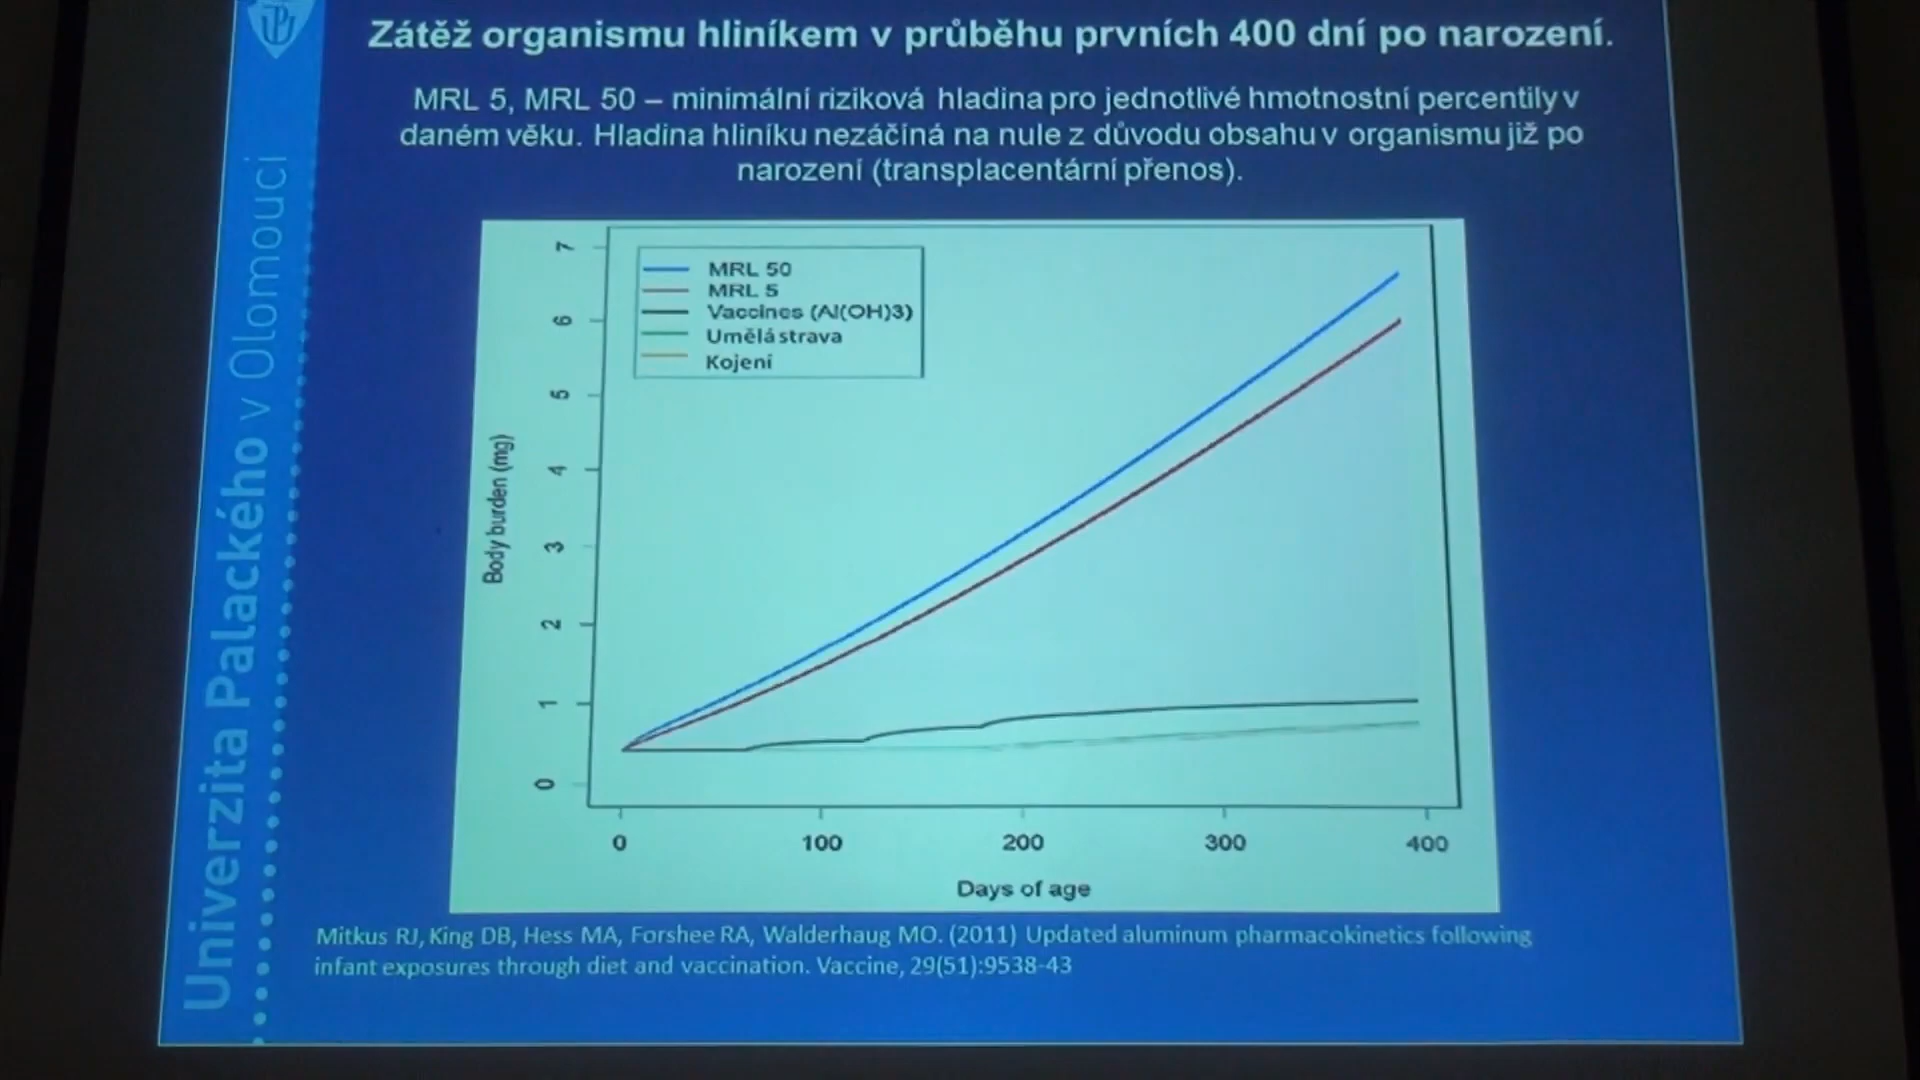 Zátěž organismu hliníkem v průběhu prvních 400 dní po narození.
MRL 5, MRL 50 – minimální riziková hladina pro jednotlivé hmotnostní percentily v
daném věku. Hladina hliníku nezáčíná na nule z důvodu obsahu v organismu již po
narození (transplacentární přenos).
Univerzita Palackého v Olomouci
MRL 50
MRL 5
Vaccines (Al(OH)3)
Umělá strava
Kojení
Body burden (mg)
7
6
5
4
3
2
1
0
0 100 200 300 400
Days of age
Mitkus RJ, King DB, Hess MA, Forshee RA, Walderhaug MO. (2011) Updated aluminum pharmacokinetics following
infant exposures through diet and vaccination. Vaccine, 29(51):9538-43